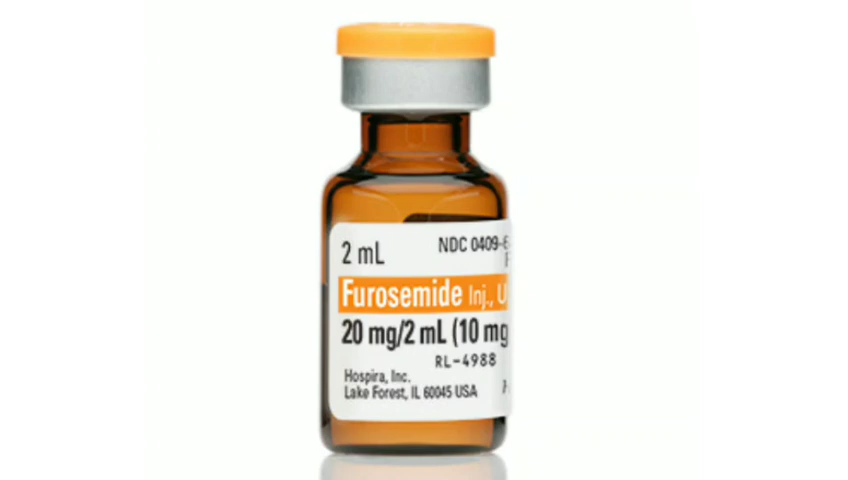 2 mL
NDC 0409-
Furosemide Inj.,
20 mg/2 mL (10 mg
RL-4988
Hospira, Inc.
Lake Forest, IL 60045 USA